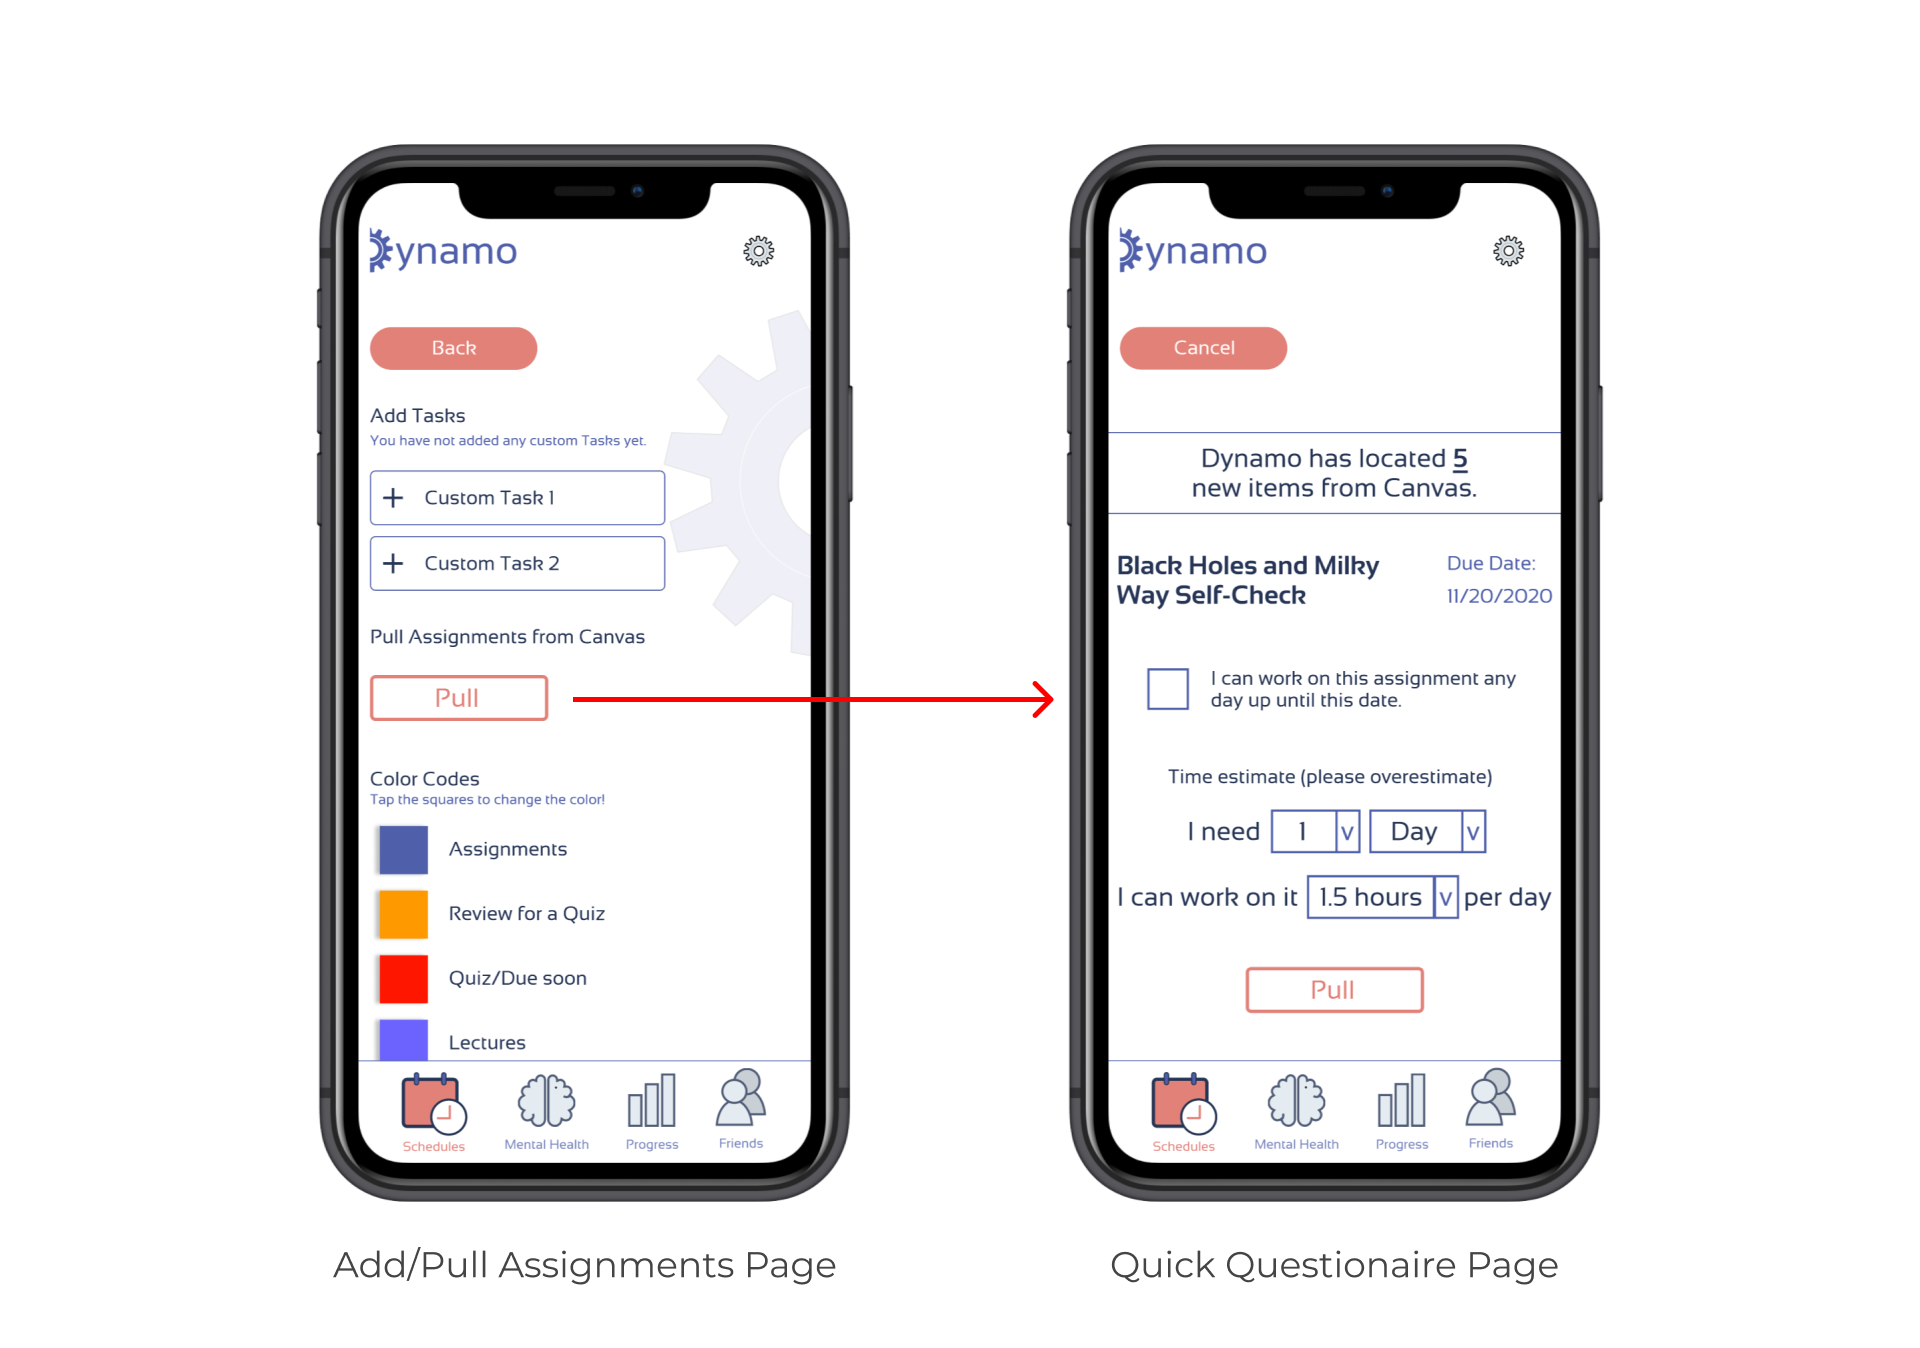 Dynamo
Back
Add Tasks
You have not added any custom Tasks yet.
+ Custom Task 1
+ Custom Task 2
Pull Assignments from Canvas
Pull
Color Codes
Tap the squares to change the color!
Assignments
Review for a Quiz
Quiz/Due soon
Lectures
Schedules
Mental Health
Progress
Friends
Add/Pull Assignments Page
Dynamo
Cancel
Dynamo has located 5
new items from Canvas.
Black Holes and Milky
Way Self-Check
Due Date:
11/20/2020
I can work on this assignment any
day up until this date.
Time estimate (please overestimate)
I need 1 v Day v
I can work on it 1.5 hours v per day
Pull
Schedules
Mental Health
Progress
Friends
Quick Questionaire Page